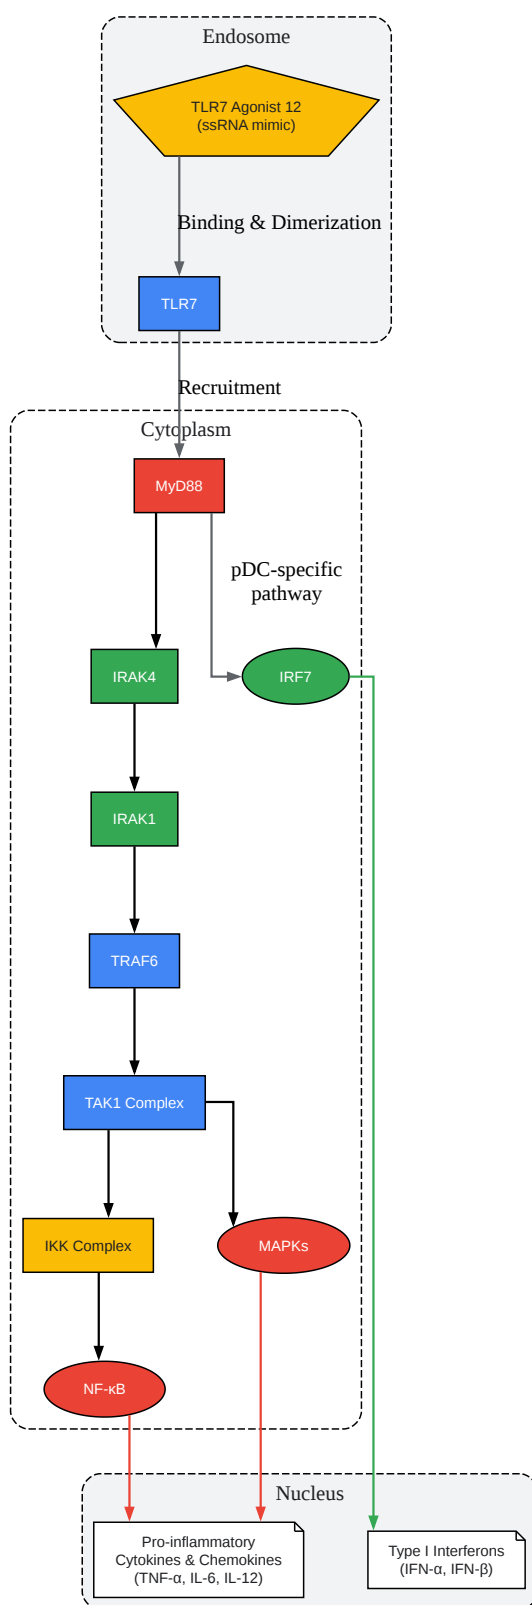 Endosome
TLR7 Agonist 12
(ssRNA mimic)
Binding & Dimerization
TLR7
Recruitment
Cytoplasm
MyD88
pDC-specific
pathway
IRAK4
IRF7
IRAK1
TRAF6
TAK1 Complex
IKK Complex
MAPKs
NF-κB
Nucleus
Pro-inflammatory
Cytokines & Chemokines
(TNF-α, IL-6, IL-12)
Type I Interferons
(IFN-α, IFN-β)